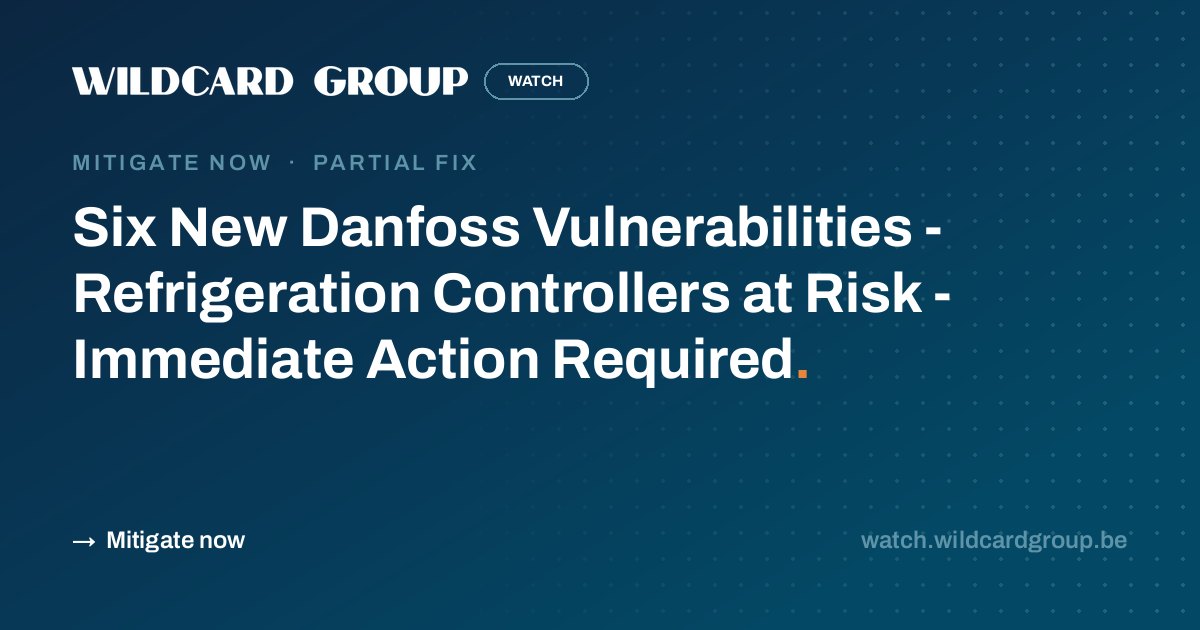 WILDCARD GROUP WATCH
MITIGATE NOW · PARTIAL FIX
Six New Danfoss Vulnerabilities -
Refrigeration Controllers at Risk -
Immediate Action Required.
→ Mitigate now
watch.wildcardgroup.be